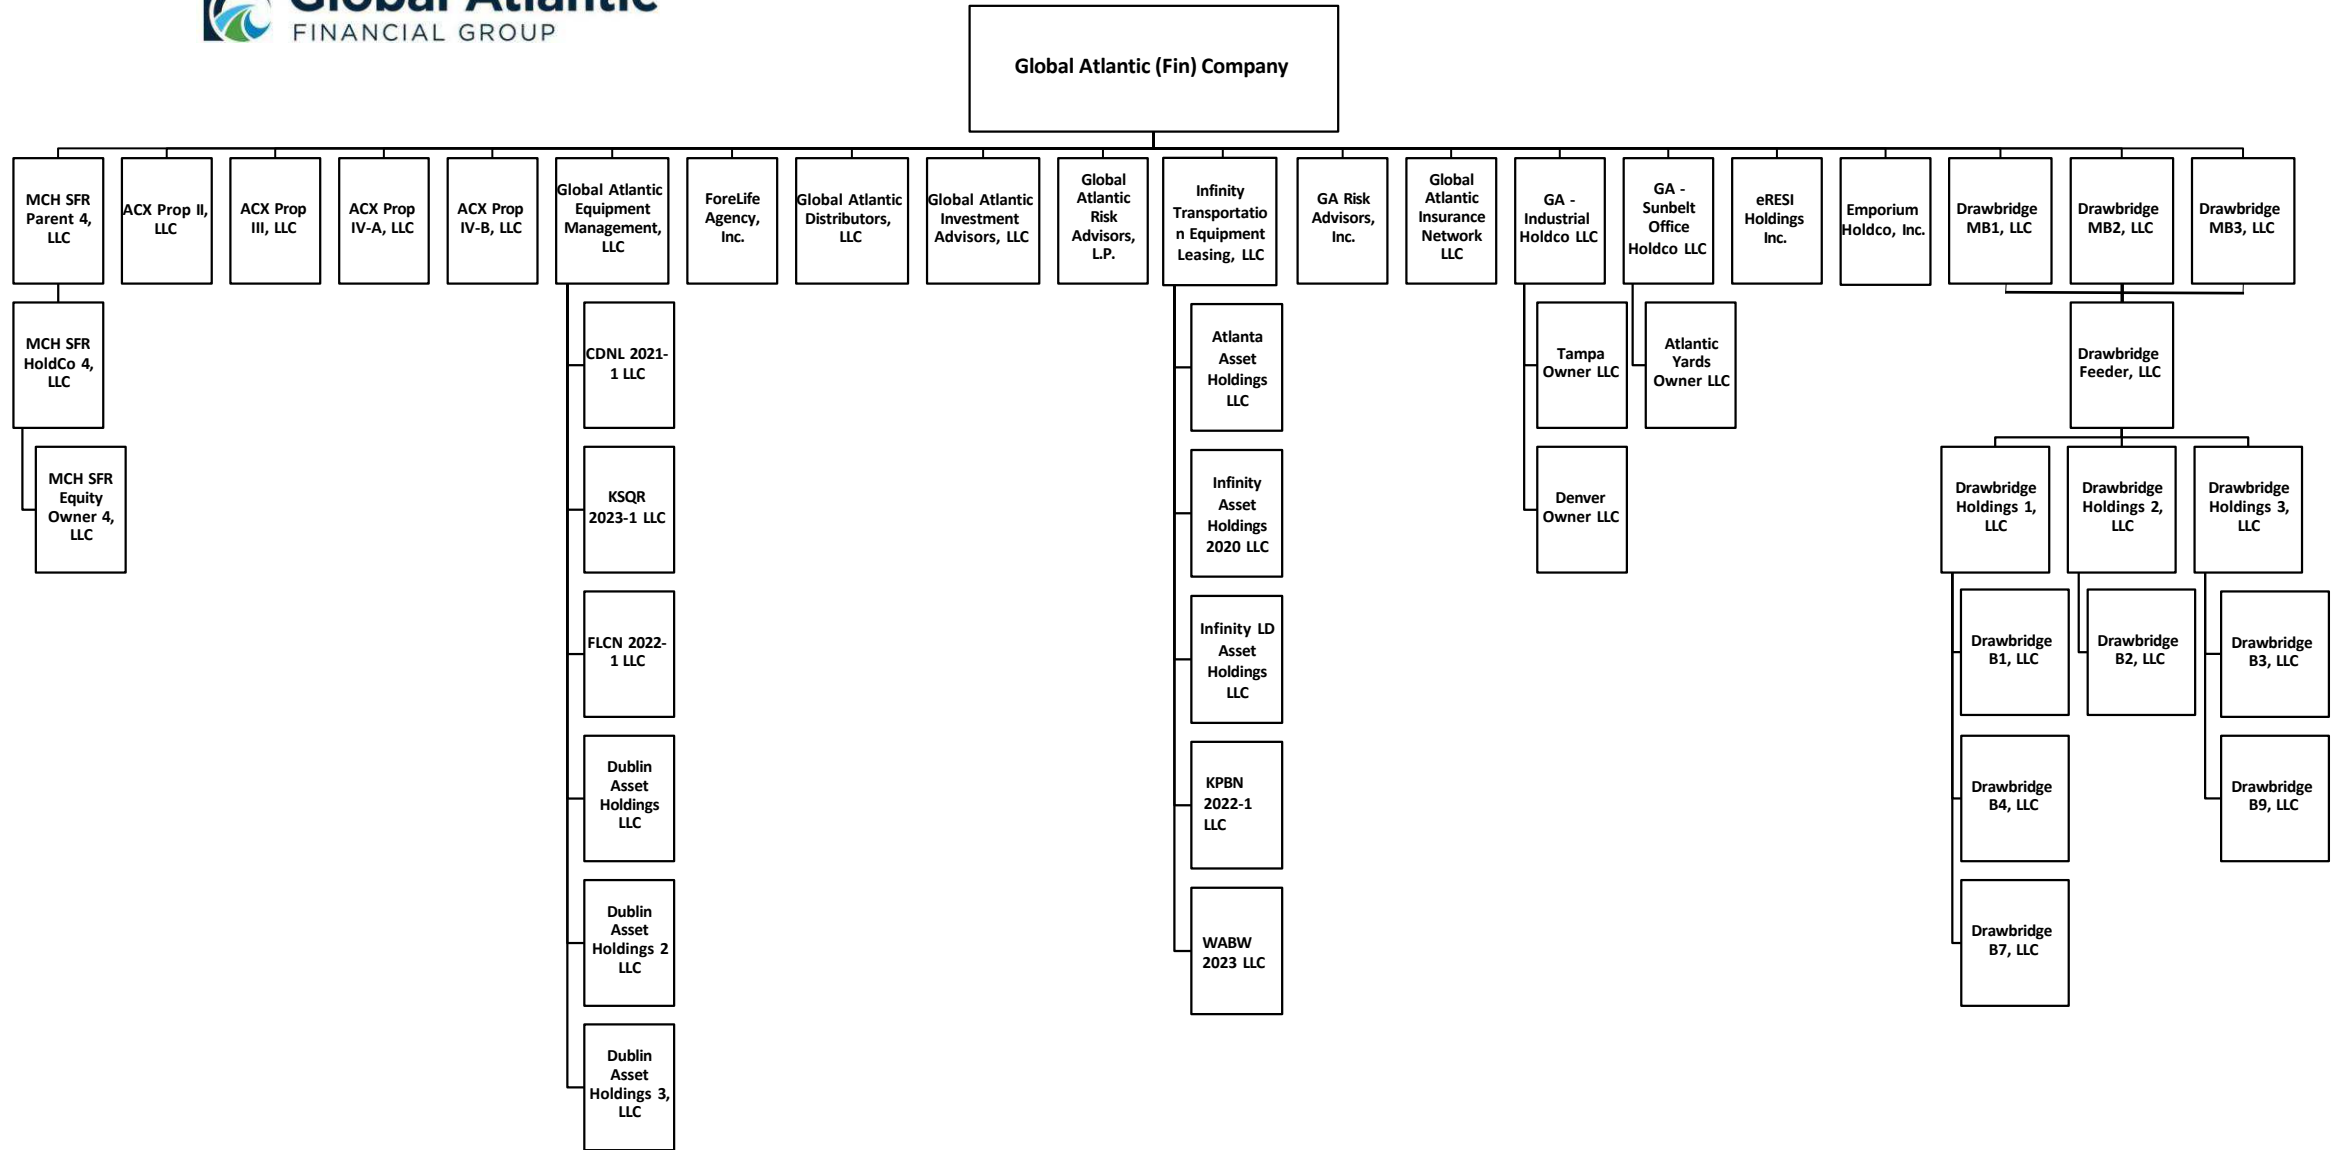 Global Atlantic
FINANCIAL GROUP
Global Atlantic (Fin) Company
MCH SFR
Parent 4,
LLC
ACX Prop II,
LLC
ACX Prop
III, LLC
ACX Prop
IV-A, LLC
ACX Prop
IV-B, LLC
Global Atlantic
Equipment
Management,
LLC
ForeLife
Agency,
Inc.
Global Atlantic
Distributors,
LLC
Global Atlantic
Investment
Advisors, LLC
Global
Atlantic
Risk
Advisors,
L.P.
Infinity
Transportatio
n Equipment
Leasing, LLC
GA Risk
Advisors,
Inc.
Global
Atlantic
Insurance
Network
LLC
GA -
Industrial
Holdco LLC
GA -
Sunbelt
Office
Holdco LLC
eRESI
Holdings
Inc.
Emporium
Holdco, Inc.
Drawbridge
MB1, LLC
Drawbridge
MB2, LLC
Drawbridge
MB3, LLC
MCH SFR
HoldCo 4,
LLC
MCH SFR
Equity
Owner 4,
LLC
CDNL 2021-
1 LLC
KSQR
2023-1 LLC
FLCN 2022-
1 LLC
Dublin
Asset
Holdings
LLC
Dublin
Asset
Holdings 2
LLC
Dublin
Asset
Holdings 3,
LLC
Atlanta
Asset
Holdings
LLC
Infinity
Asset
Holdings
2020 LLC
Infinity LD
Asset
Holdings
LLC
KPBN
2022-1
LLC
WABW
2023 LLC
Tampa
Owner LLC
Denver
Owner LLC
Atlantic
Yards
Owner LLC
Drawbridge
Feeder, LLC
Drawbridge
Holdings 1,
LLC
Drawbridge
Holdings 2,
LLC
Drawbridge
Holdings 3,
LLC
Drawbridge
B1, LLC
Drawbridge
B4, LLC
Drawbridge
B7, LLC
Drawbridge
B2, LLC
Drawbridge
B3, LLC
Drawbridge
B9, LLC